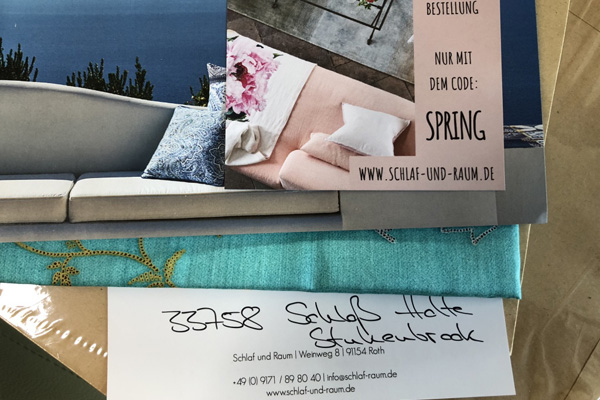 BESTELLUNG
NUR MIT
DEM CODE:
SPRING
WWW.SCHLAF-UND-RAUM.DE
33758 Schloß Holte
Stukenbrook
Schlaf und Raum | Weinweg 8 | 91154 Roth
+49 (0) 9171 / 89 80 40 | info@schlaf-raum.de
www.schlaf-und-raum.de